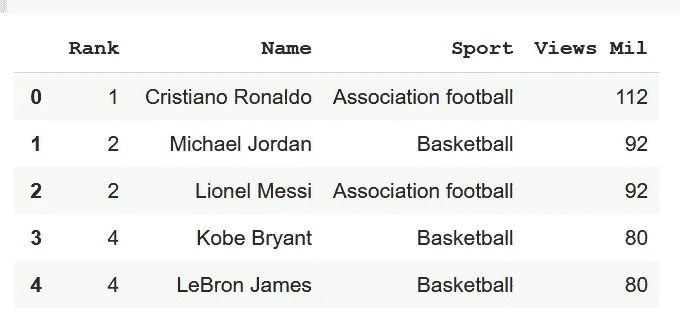 Rank Name Sport Views Mil
0 1 Cristiano Ronaldo Association football 112
1 2 Michael Jordan Basketball 92
2 2 Lionel Messi Association football 92
3 4 Kobe Bryant Basketball 80
4 4 LeBron James Basketball 80